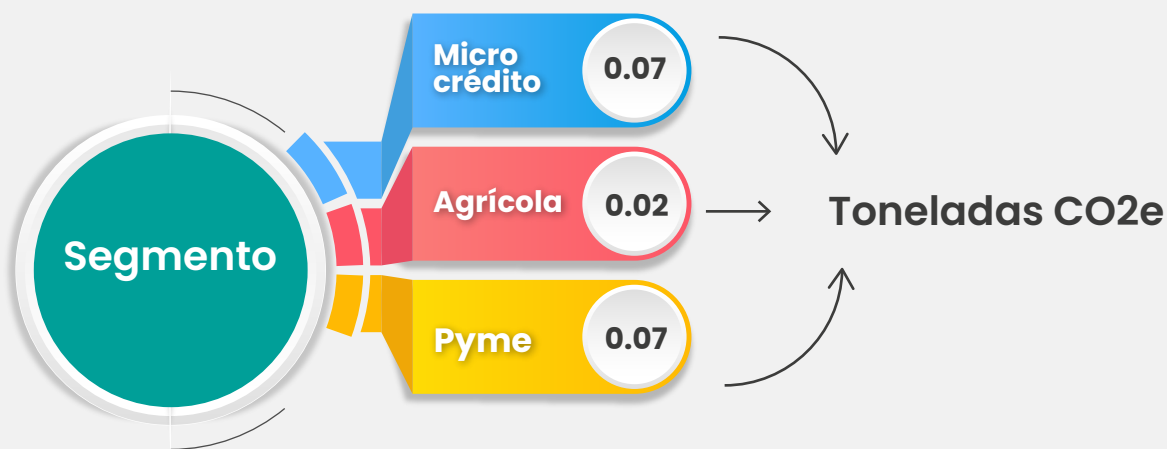 Segmento
Micro
crédito
0.07
Agrícola
0.02
Pyme
0.07
Toneladas CO2e